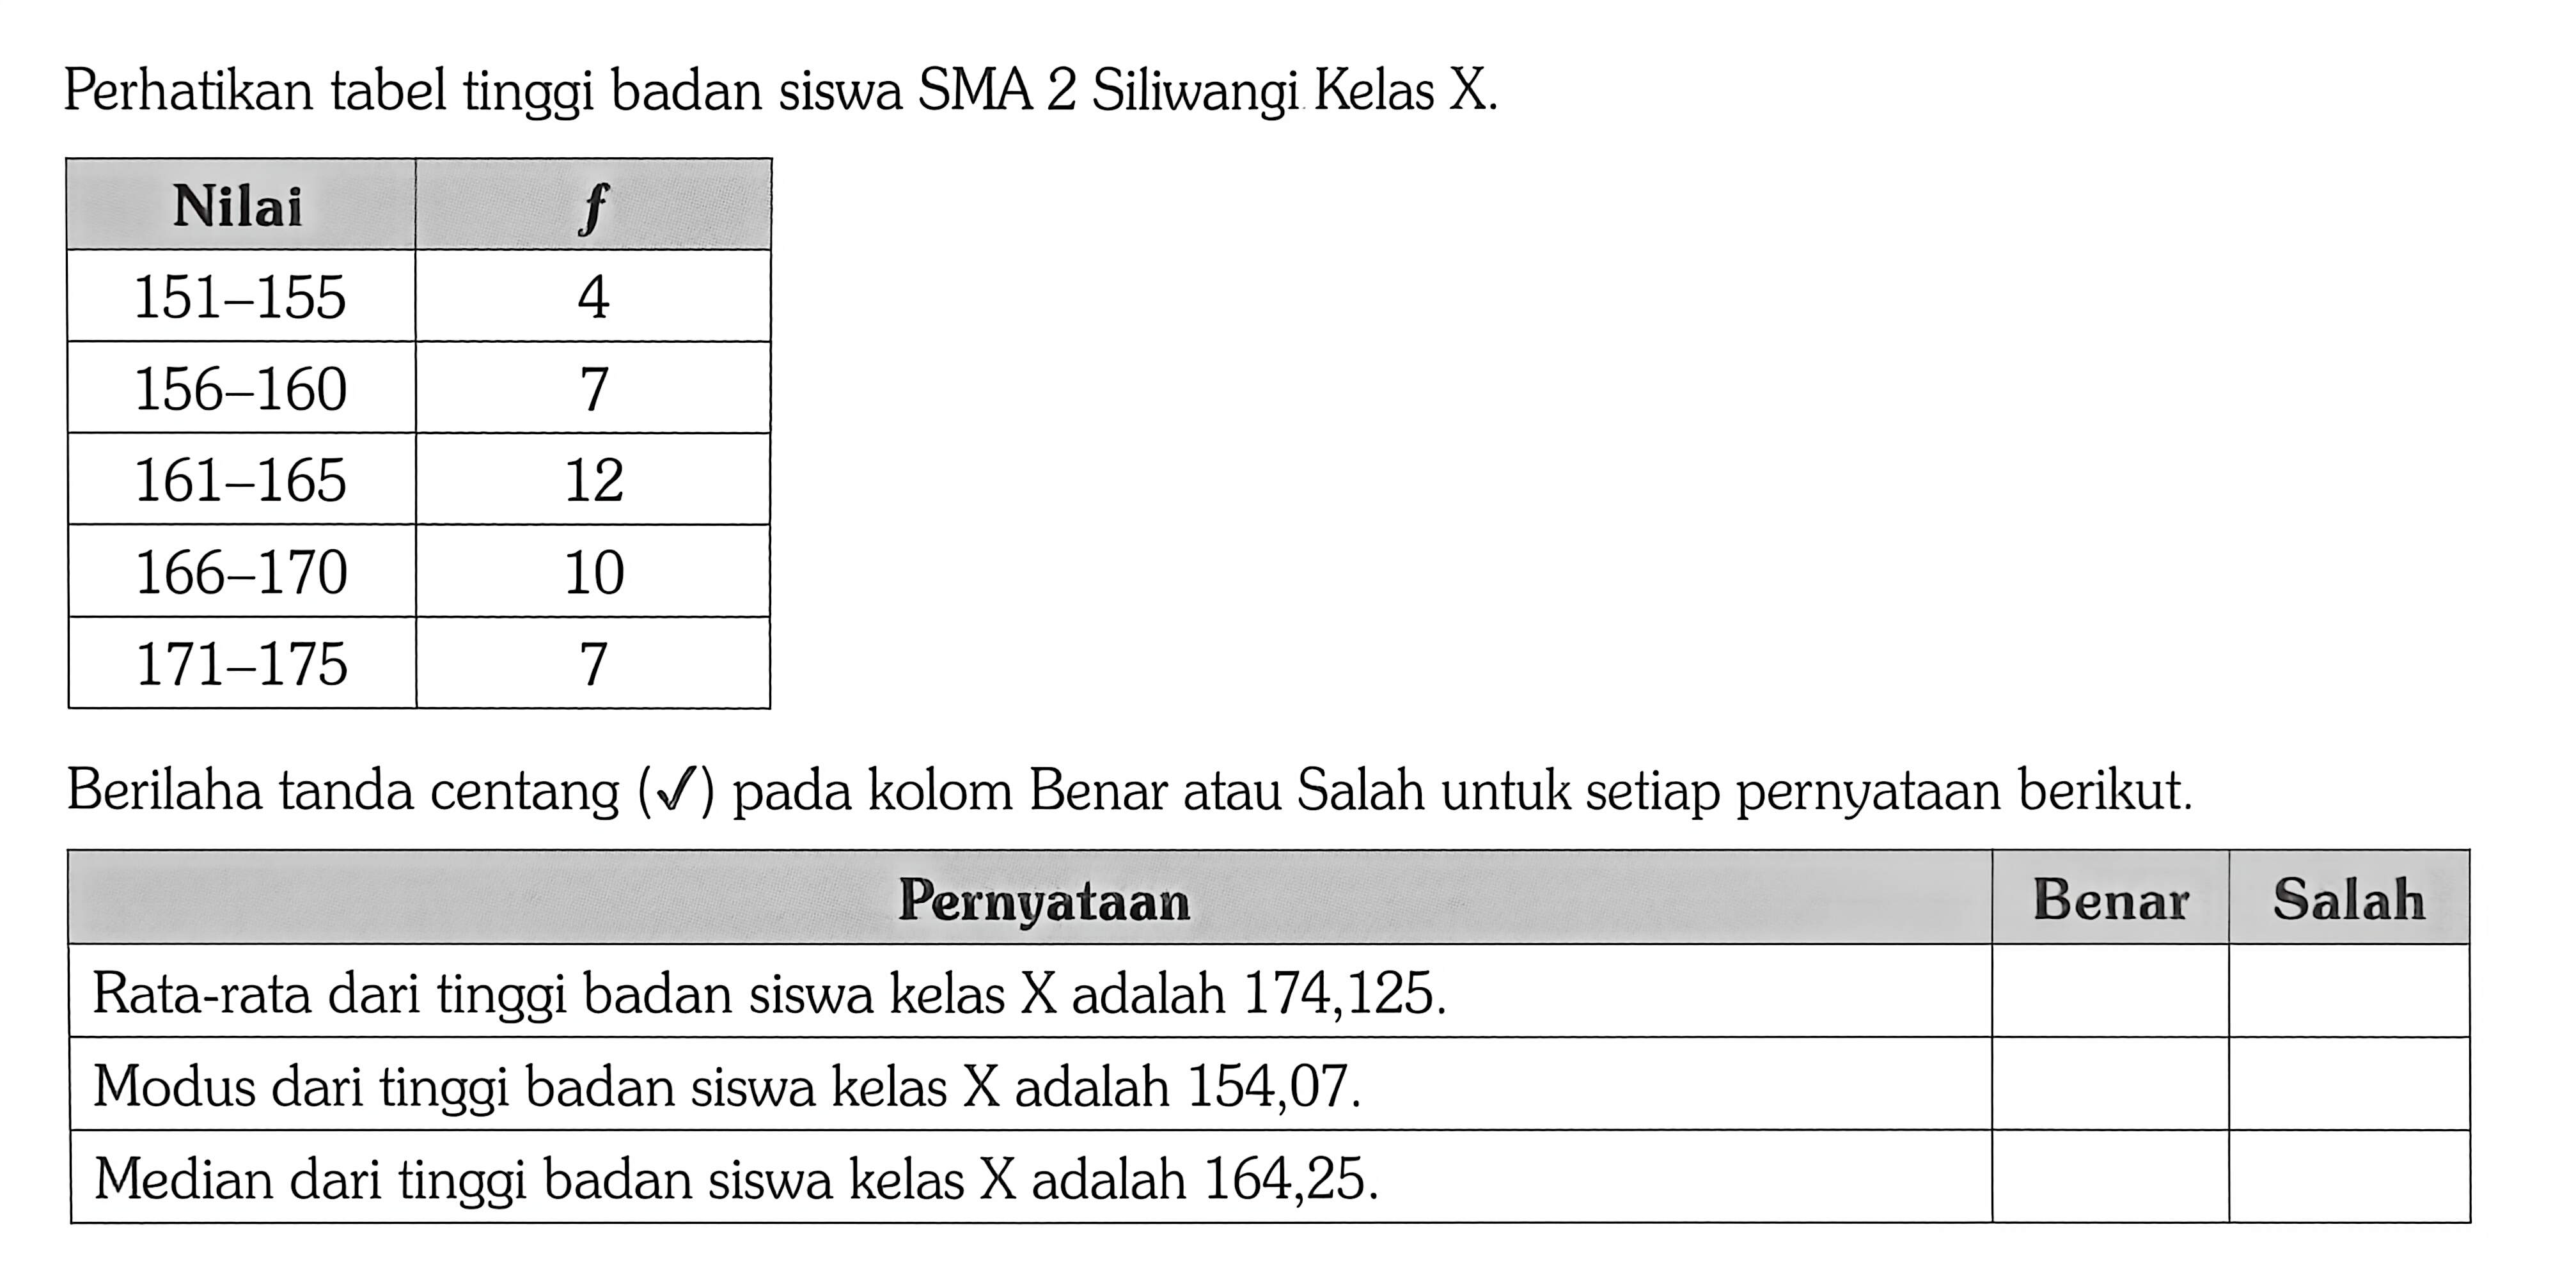 Perhatikan tabel tinggi badan siswa SMA 2 Siliwangi Kelas X.
Nilai f
151–155 4
156–160 7
161–165 12
166–170 10
171–175 7
Berilaha tanda centang (✓) pada kolom Benar atau Salah untuk setiap pernyataan berikut.
Pernyataan Benar Salah
Rata-rata dari tinggi badan siswa kelas X adalah 174,125.
Modus dari tinggi badan siswa kelas X adalah 154,07.
Median dari tinggi badan siswa kelas X adalah 164,25.